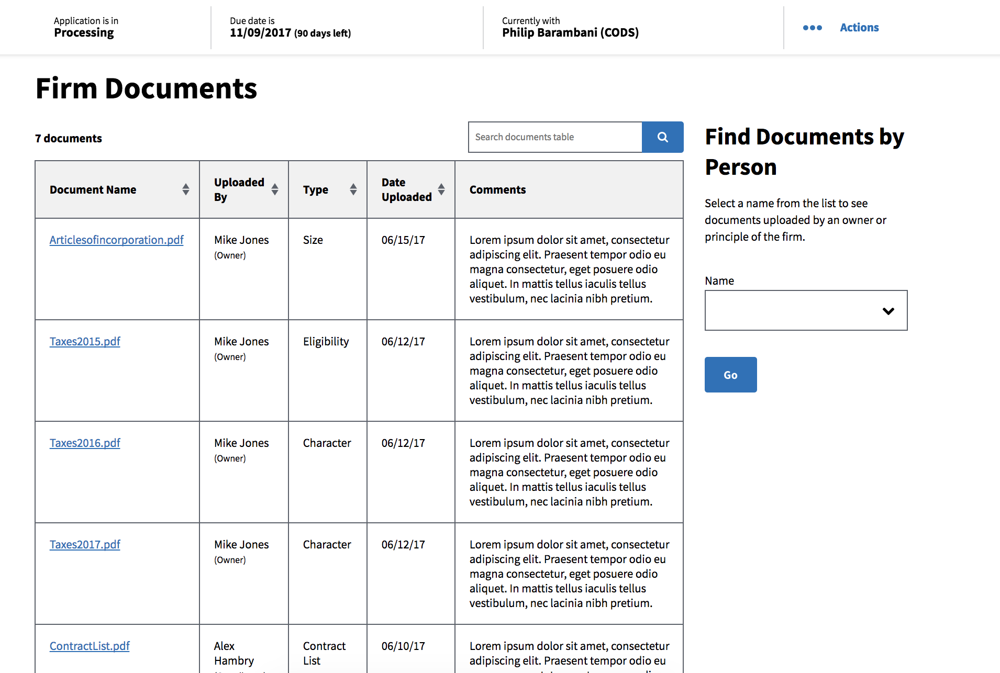 Application is in
Processing
Due date is
11/09/2017 (90 days left)
Currently with
Philip Barambani (CODS)
Actions
Firm Documents
7 documents
Search documents table
Document Name
Uploaded
By
Type
Date
Uploaded
Comments
Articlesofincorporation.pdf
Mike Jones
(Owner)
Size
06/15/17
Lorem ipsum dolor sit amet, consectetur
adipiscing elit. Praesent tempor odio eu
magna consectetur, eget posuere odio
aliquet. In mattis tellus iaculis tellus
vestibulum, nec lacinia nibh pretium.
Taxes2015.pdf
Mike Jones
(Owner)
Eligibility
06/12/17
Lorem ipsum dolor sit amet, consectetur
adipiscing elit. Praesent tempor odio eu
magna consectetur, eget posuere odio
aliquet. In mattis tellus iaculis tellus
vestibulum, nec lacinia nibh pretium.
Taxes2016.pdf
Mike Jones
(Owner)
Character
06/12/17
Lorem ipsum dolor sit amet, consectetur
adipiscing elit. Praesent tempor odio eu
magna consectetur, eget posuere odio
aliquet. In mattis tellus iaculis tellus
vestibulum, nec lacinia nibh pretium.
Taxes2017.pdf
Mike Jones
(Owner)
Character
06/12/17
Lorem ipsum dolor sit amet, consectetur
adipiscing elit. Praesent tempor odio eu
magna consectetur, eget posuere odio
aliquet. In mattis tellus iaculis tellus
vestibulum, nec lacinia nibh pretium.
ContractList.pdf
Alex
Hambry
Contract
List
06/10/17
Lorem ipsum dolor sit amet, consectetur
adipiscing elit. Praesent tempor odio eu
Find Documents by
Person
Select a name from the list to see
documents uploaded by an owner or
principle of the firm.
Name
Go